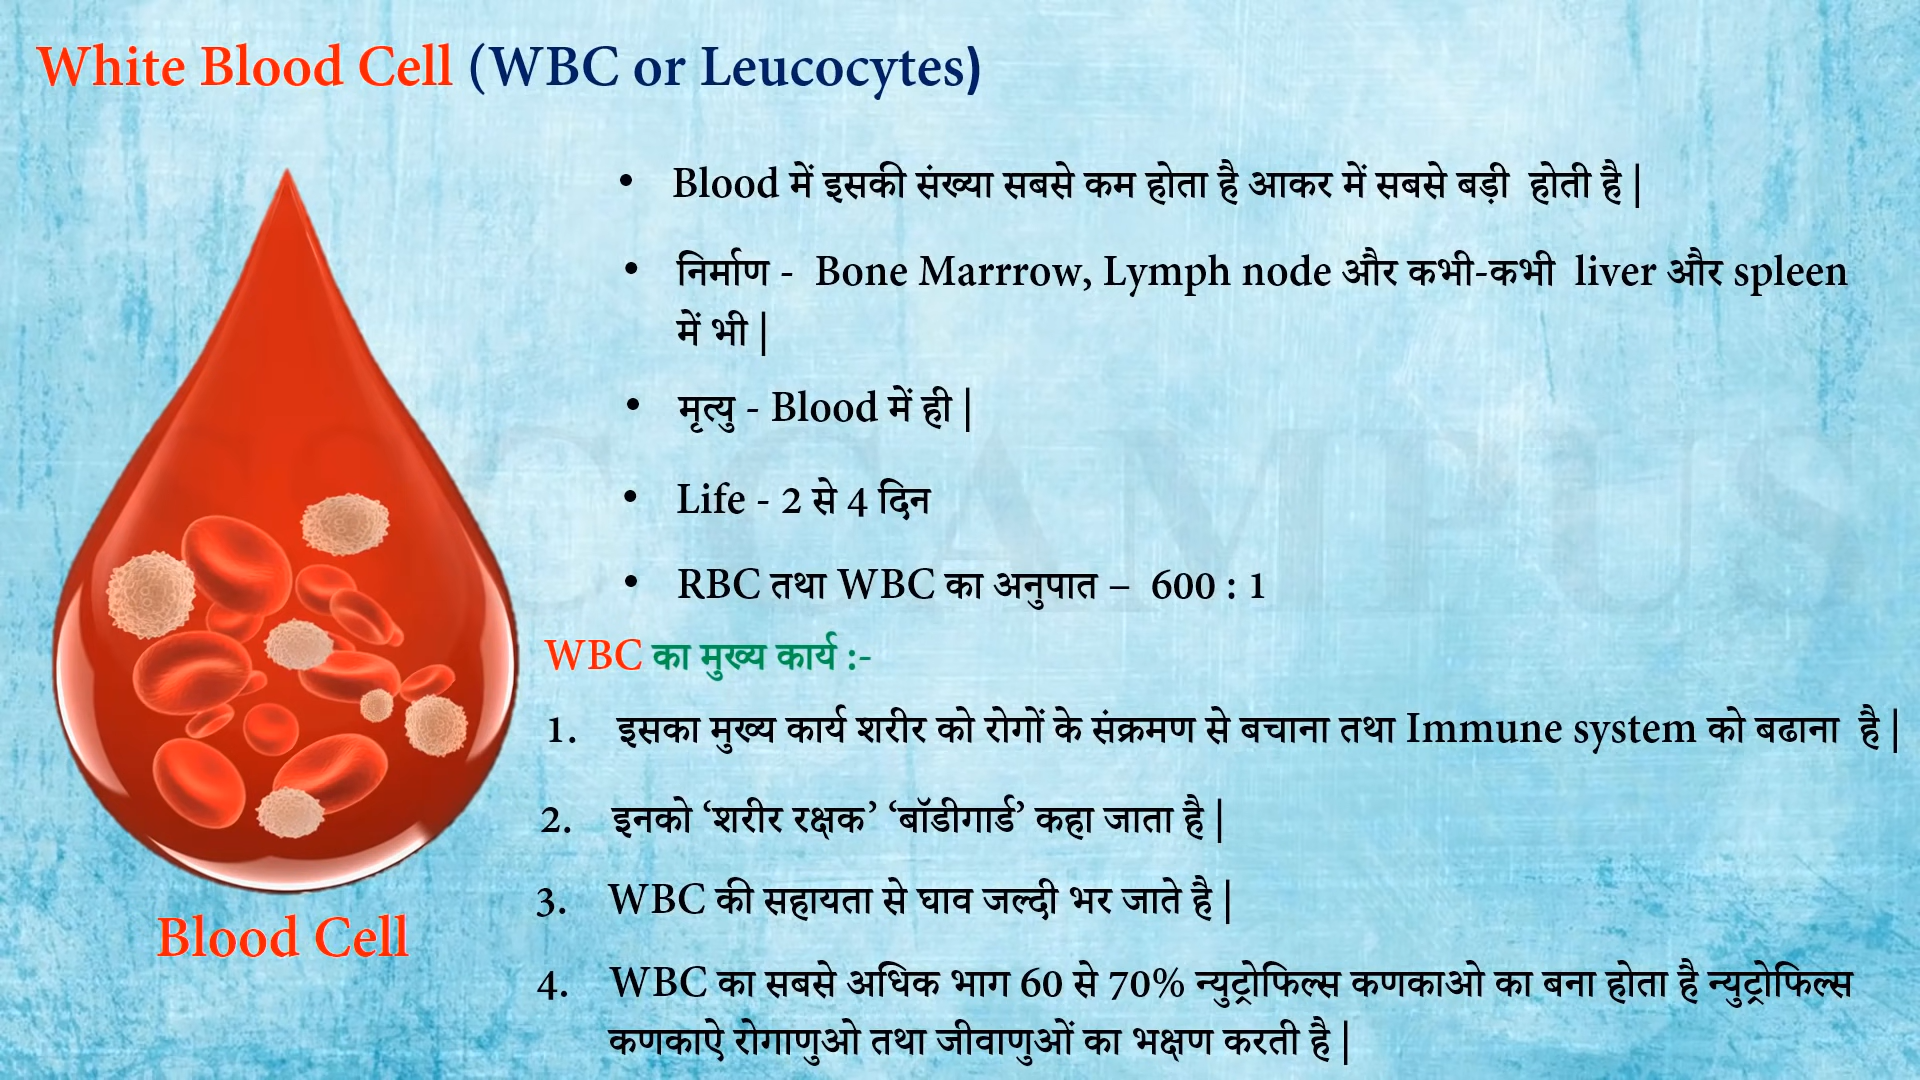 White Blood Cell (WBC or Leucocytes)
• Blood में इसकी संख्या सबसे कम होता है आकर में सबसे बड़ी होती है |
• निर्माण - Bone Marrrow, Lymph node और कभी-कभी liver और spleen
में भी |
• मृत्यु - Blood में ही |
• Life - 2 से 4 दिन
• RBC तथा WBC का अनुपात – 600 : 1
WBC का मुख्य कार्य :-
1. इसका मुख्य कार्य शरीर को रोगों के संक्रमण से बचाना तथा Immune system को बढाना है |
2. इनको ‘शरीर रक्षक’ ‘बॉडीगार्ड’ कहा जाता है |
3. WBC की सहायता से घाव जल्दी भर जाते है |
Blood Cell
4. WBC का सबसे अधिक भाग 60 से 70% न्युट्रोफिल्स कणकाओ का बना होता है न्युट्रोफिल्स
कणकाऐ रोगाणुओ तथा जीवाणुओं का भक्षण करती है |
CAMPUS